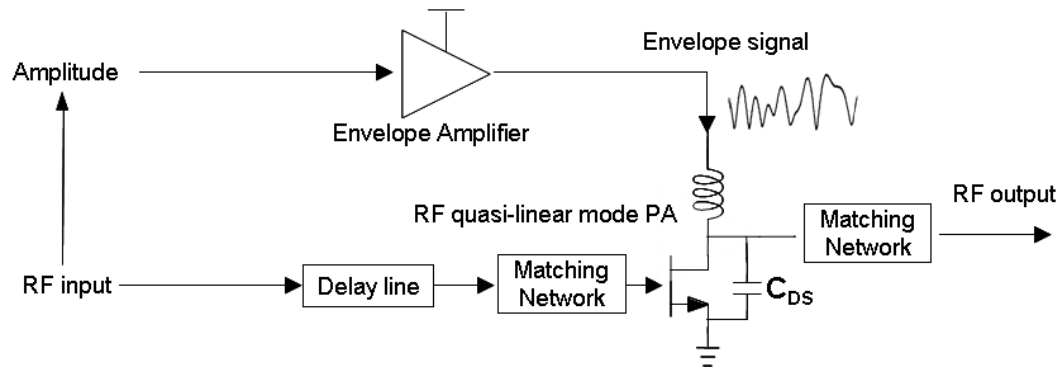 Envelope signal
Amplitude
Envelope Amplifier
RF quasi-linear mode PA
RF output
Matching
Network
RF input
Delay line
Matching
Network
CDS